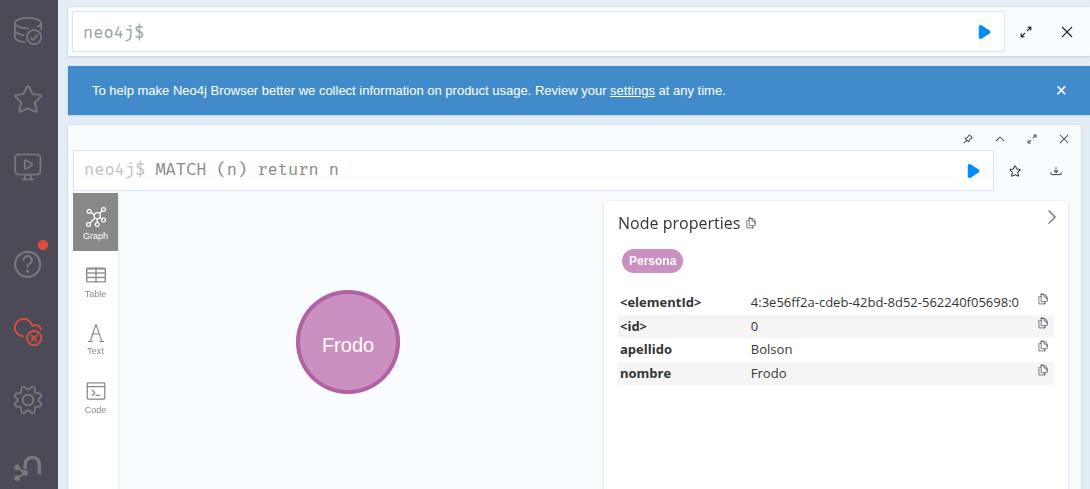 neo4j$
To help make Neo4j Browser better we collect information on product usage. Review your settings at any time.
neo4j$ MATCH (n) return n
Graph
Table
Text
Code
Frodo
Node properties
Persona
<elementId> 4:3e56ff2a-cdeb-42bd-8d52-562240f05698:0
<id> 0
apellido Bolson
nombre Frodo